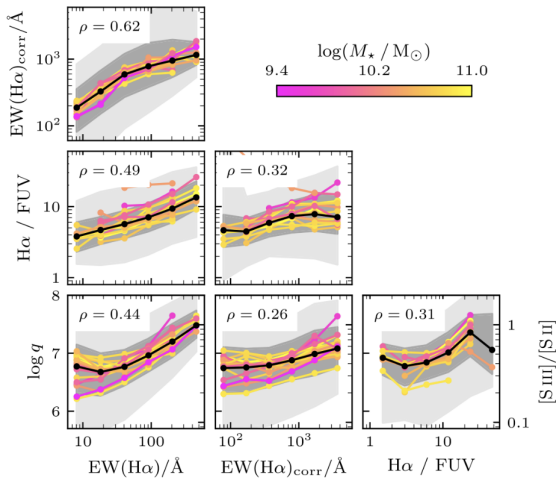 ρ = 0.62
EW(Hα)corr/Å
10³
10²
log(M⋆ / M⊙)
9.4 10.2 11.0
ρ = 0.49
Hα / FUV
10
1
ρ = 0.32
ρ = 0.44
log q
8
7
6
10 100
EW(Hα)/Å
ρ = 0.26
10² 10³
EW(Hα)corr/Å
ρ = 0.31
1 10
Hα / FUV
1
0.1
[S III]/[S II]